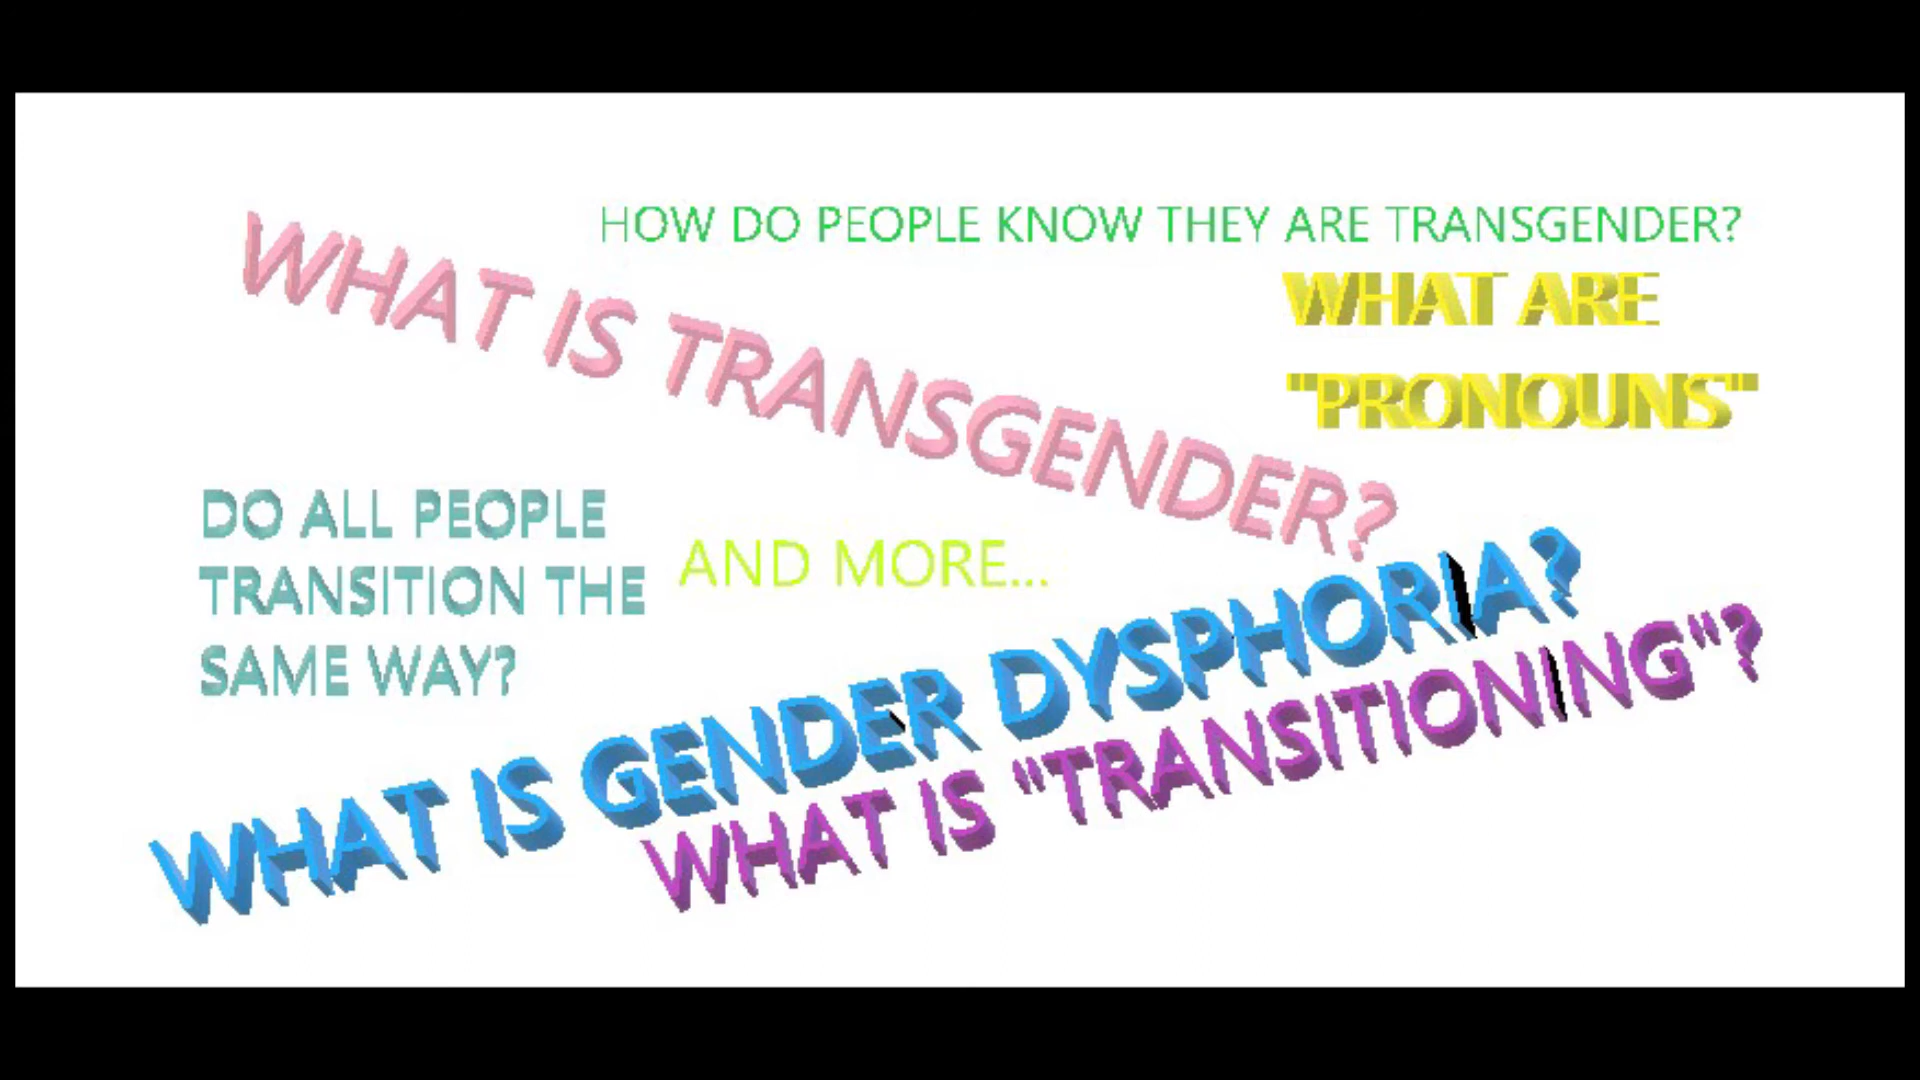 HOW DO PEOPLE KNOW THEY ARE TRANSGENDER?
WHAT IS TRANSGENDER?
WHAT ARE
"PRONOUNS"
DO ALL PEOPLE
TRANSITION THE
SAME WAY?
AND MORE...
WHAT IS GENDER DYSPHORIA?
WHAT IS "TRANSITIONING"?